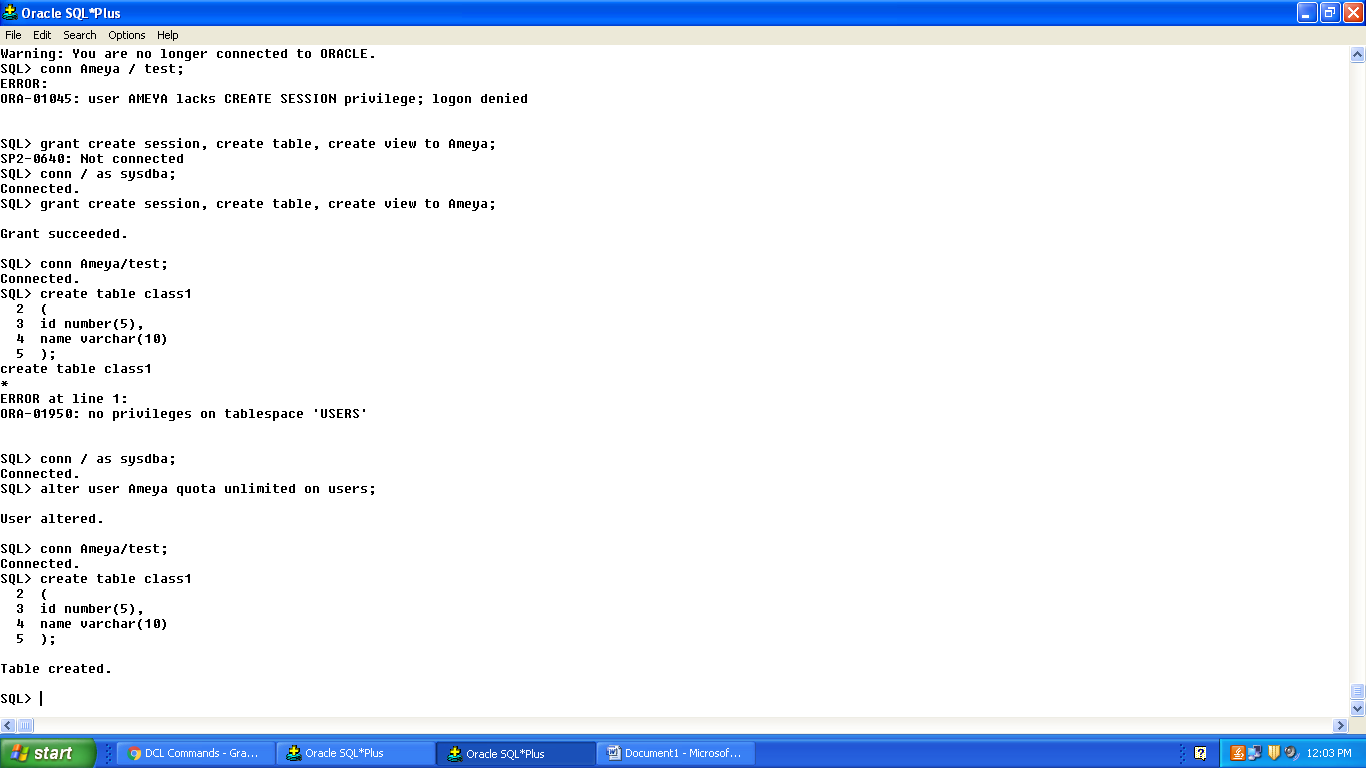 Oracle SQL*Plus
File Edit Search Options Help
Warning: You are no longer connected to ORACLE.
SQL> conn Ameya / test;
ERROR:
ORA-01045: user AMEYA lacks CREATE SESSION privilege; logon denied
SQL> grant create session, create table, create view to Ameya;
SP2-0640: Not connected
SQL> conn / as sysdba;
Connected.
SQL> grant create session, create table, create view to Ameya;
Grant succeeded.
SQL> conn Ameya/test;
Connected.
SQL> create table class1
2 (
3 id number(5),
4 name varchar(10)
5 );
create table class1
*
ERROR at line 1:
ORA-01950: no privileges on tablespace 'USERS'
SQL> conn / as sysdba;
Connected.
SQL> alter user Ameya quota unlimited on users;
User altered.
SQL> conn Ameya/test;
Connected.
SQL> create table class1
2 (
3 id number(5),
4 name varchar(10)
5 );
Table created.
SQL>
start DCL Commands - Gra... Oracle SQL*Plus Oracle SQL*Plus Document1 - Microsof... 12:03 PM